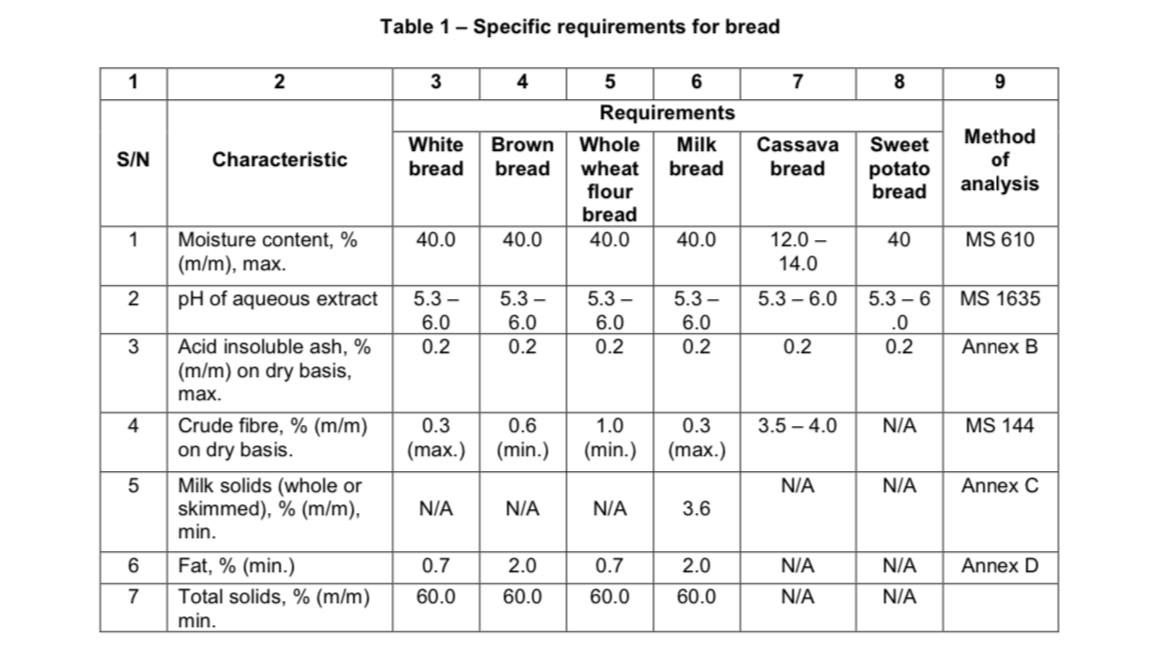 Table 1 – Specific requirements for bread
1 2 3 4 5 6 7 8 9
S/N Characteristic Requirements Method of analysis
White bread Brown bread Whole wheat flour bread Milk bread Cassava bread Sweet potato bread
1 Moisture content, % (m/m), max. 40.0 40.0 40.0 40.0 12.0 – 14.0 40 MS 610
2 pH of aqueous extract 5.3 – 6.0 5.3 – 6.0 5.3 – 6.0 5.3 – 6.0 5.3 – 6.0 5.3 – 6 .0 MS 1635
3 Acid insoluble ash, % (m/m) on dry basis, max. 0.2 0.2 0.2 0.2 0.2 0.2 Annex B
4 Crude fibre, % (m/m) on dry basis. 0.3 (max.) 0.6 (min.) 1.0 (min.) 0.3 (max.) 3.5 – 4.0 N/A MS 144
5 Milk solids (whole or skimmed), % (m/m), min. N/A N/A N/A 3.6 N/A N/A Annex C
6 Fat, % (min.) 0.7 2.0 0.7 2.0 N/A N/A Annex D
7 Total solids, % (m/m) min. 60.0 60.0 60.0 60.0 N/A N/A